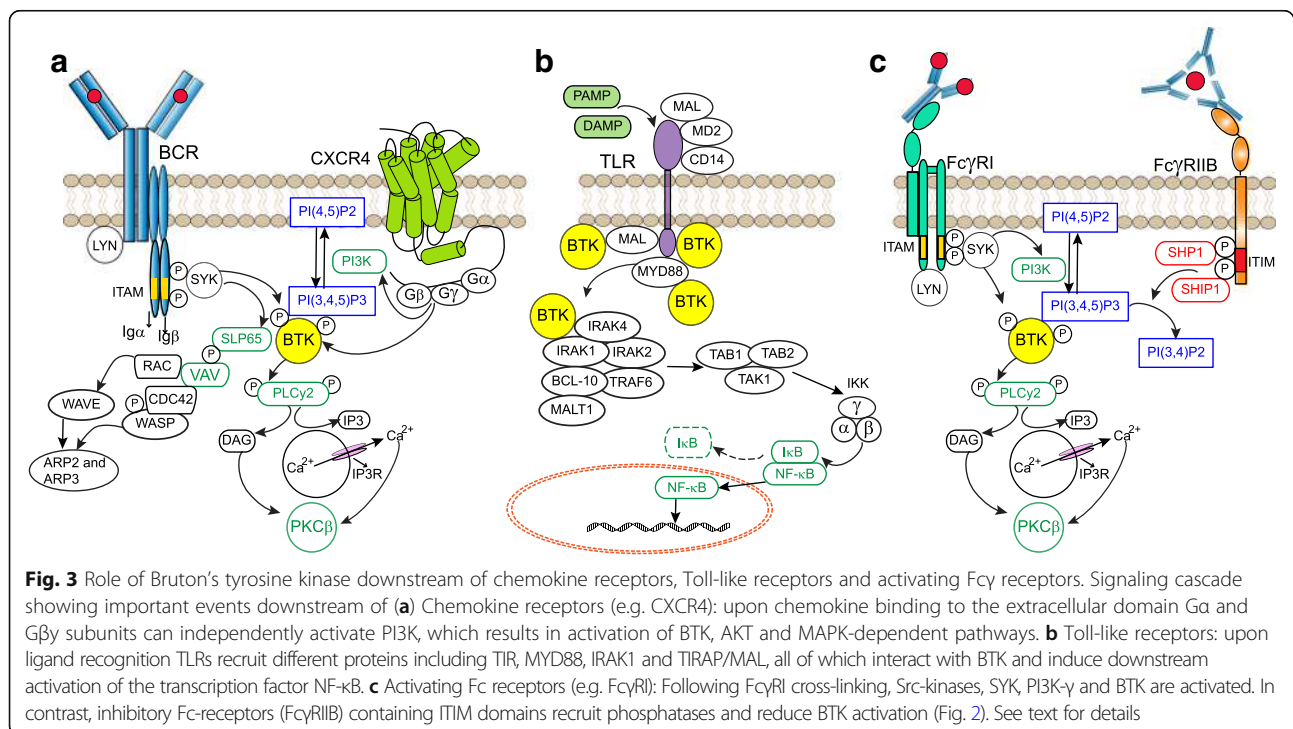 a
BCR
CXCR4
PI(4,5)P2
LYN
PI3K
P
SYK
Gα
Gβ
Gγ
ITAM
P
PI(3,4,5)P3
Igα
Igβ
P
P
SLP65
BTK
P
RAC
VAV
P
P
PLCy2
WAVE
P
CDC42
WASP
IP3
DAG
Ca2+
ARP2 and
ARP3
Ca2+
IP3R
PKCβ
b
PAMP
MAL
DAMP
MD2
TLR
CD14
BTK
MAL
BTK
MYD88
BTK
BTK
IRAK4
IRAK1
IRAK2
TAB1
TAB2
BCL-10
TRAF6
TAK1
IKK
MALT1
γ
α
β
IκB
IκB
NF-κB
NF-κB
c
FcγRI
FcγRIIB
PI(4,5)P2
ITAM
P
P
SYK
SHP1
P
ITIM
PI3K
P
LYN
SHIP1
PI(3,4,5)P3
P
P
BTK
PI(3,4)P2
P
P
PLCy2
IP3
DAG
Ca2+
Ca2+
IP3R
PKCβ
Fig. 3 Role of Bruton's tyrosine kinase downstream of chemokine receptors, Toll-like receptors and activating Fcγ receptors. Signaling cascade
showing important events downstream of (a) Chemokine receptors (e.g. CXCR4): upon chemokine binding to the extracellular domain Gα and
Gβy subunits can independently activate PI3K, which results in activation of BTK, AKT and MAPK-dependent pathways. b Toll-like receptors: upon
ligand recognition TLRs recruit different proteins including TIR, MYD88, IRAK1 and TIRAP/MAL, all of which interact with BTK and induce downstream
activation of the transcription factor NF-κB. c Activating Fc receptors (e.g. FcγRI): Following FcγRI cross-linking, Src-kinases, SYK, PI3K-γ and BTK are activated. In
contrast, inhibitory Fc-receptors (FcγRIIB) containing ITIM domains recruit phosphatases and reduce BTK activation (Fig. 2). See text for details